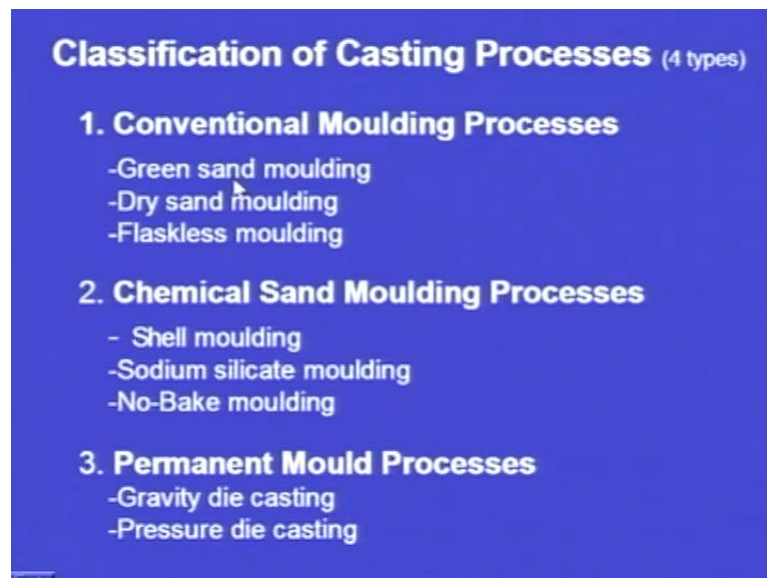 Classification of Casting Processes (4 types)
1. Conventional Moulding Processes
-Green sand moulding
-Dry sand moulding
-Flaskless moulding
2. Chemical Sand Moulding Processes
- Shell moulding
-Sodium silicate moulding
-No-Bake moulding
3. Permanent Mould Processes
-Gravity die casting
-Pressure die casting